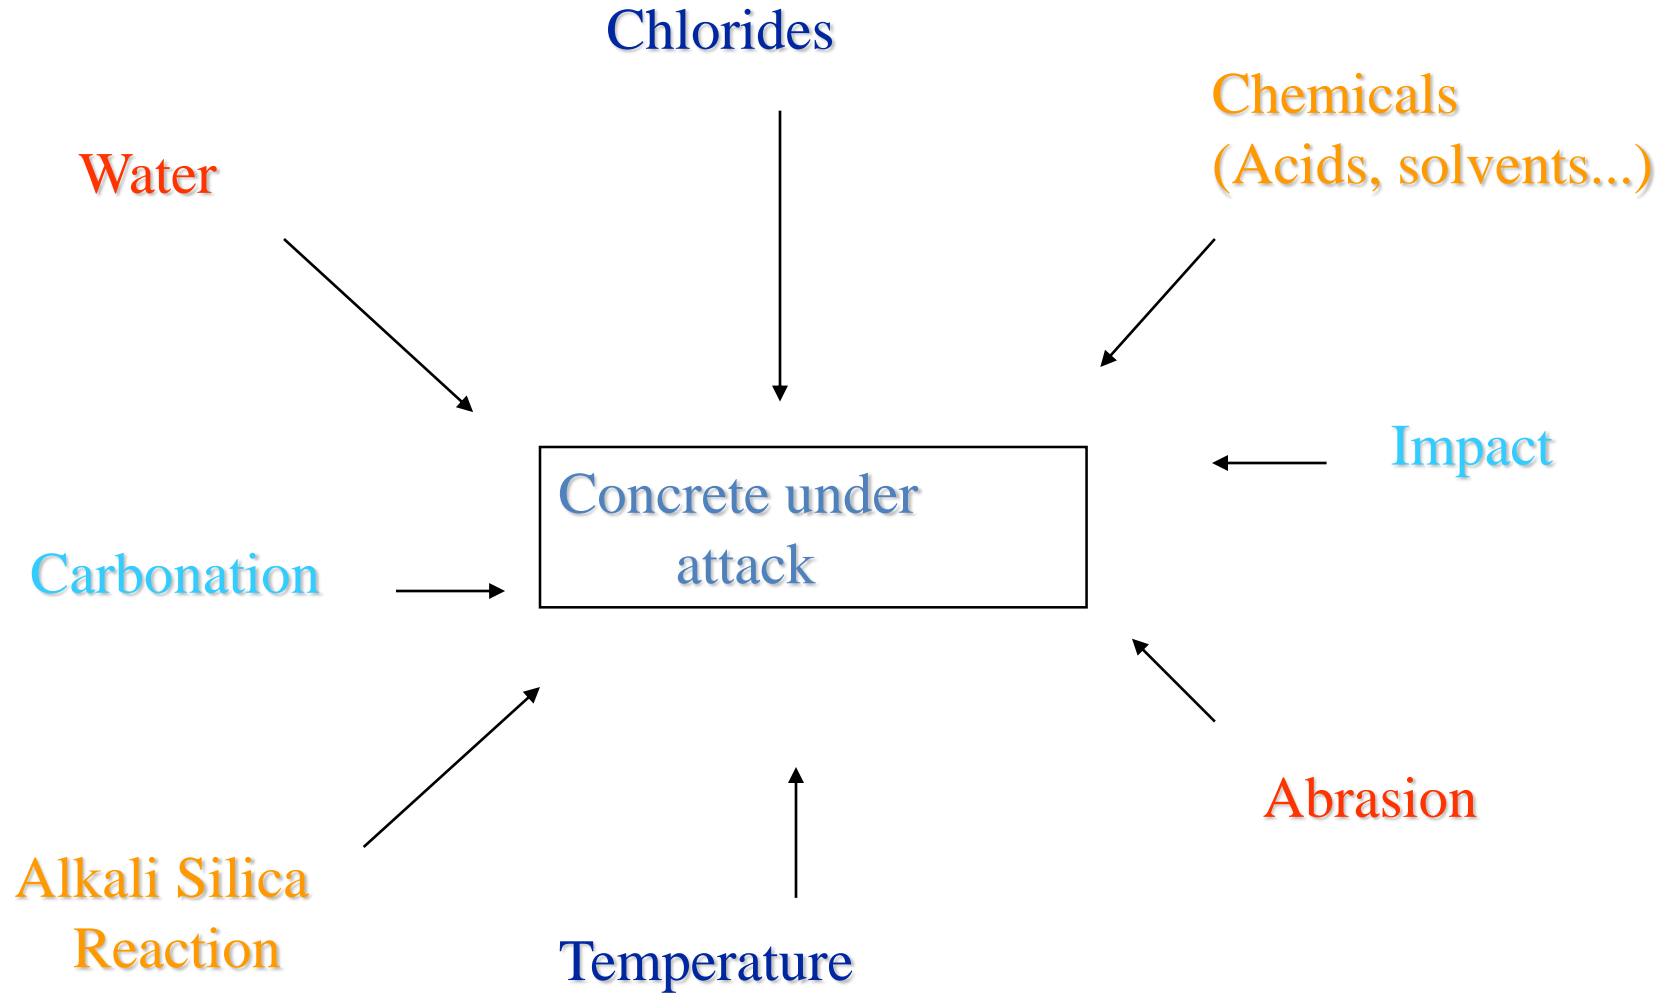 Chlorides
Chemicals
(Acids, solvents...)
Water
Impact
Concrete under
attack
Carbonation
Abrasion
Alkali Silica
Reaction
Temperature